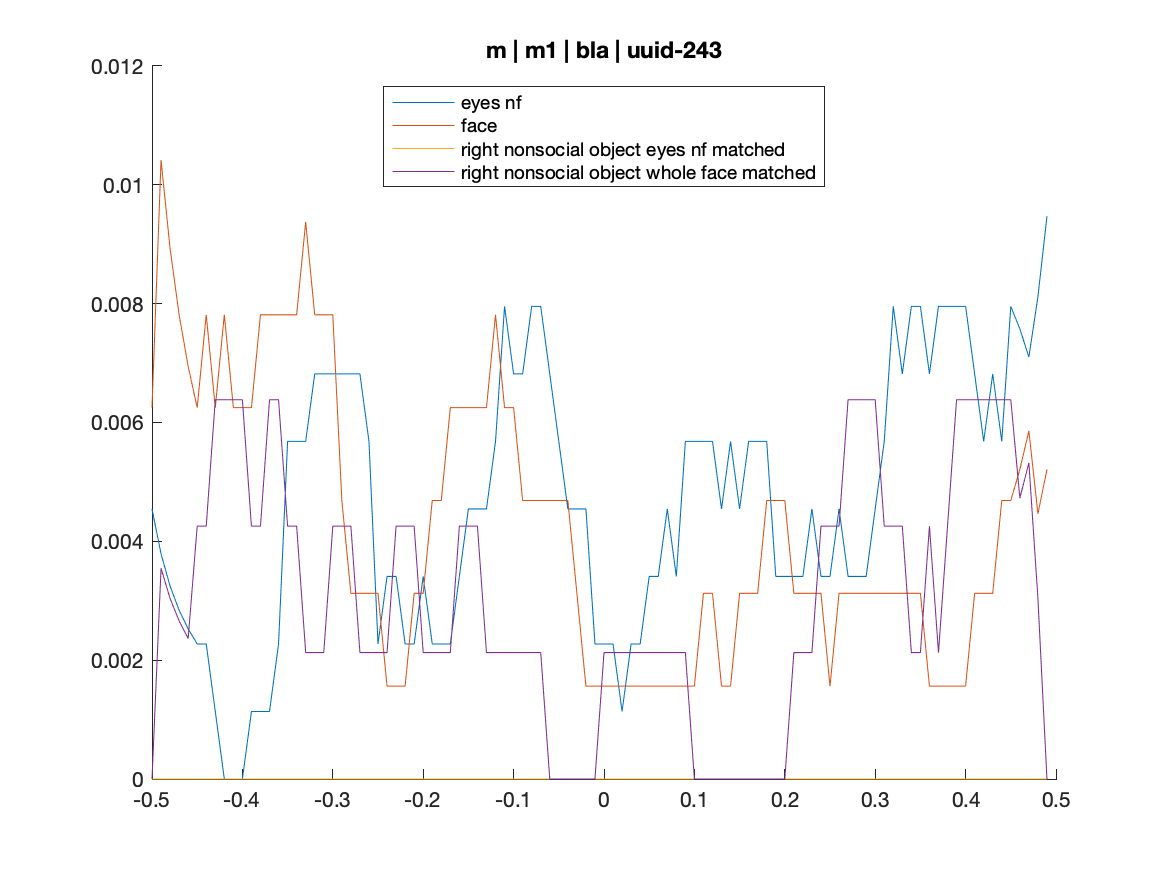 m | m1 | bla | uuid-243
0.012
eyes nf
face
right nonsocial object eyes nf matched
right nonsocial object whole face matched
0.01
0.008
0.006
0.004
0.002
0
-0.5 -0.4 -0.3 -0.2 -0.1 0 0.1 0.2 0.3 0.4 0.5